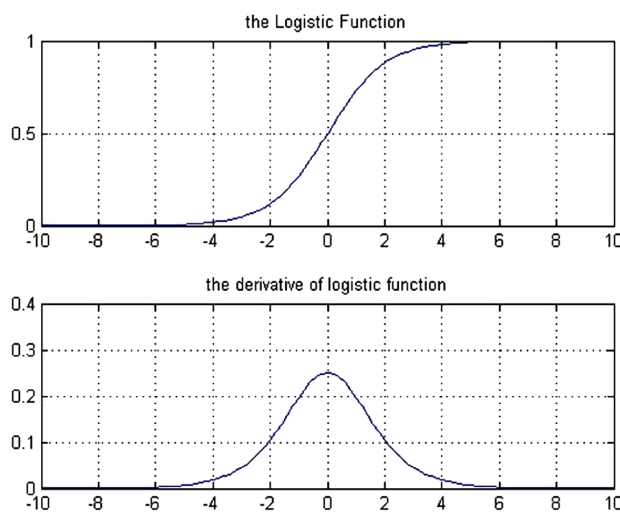 the Logistic Function
1
0.5
0
-10 -8 -6 -4 -2 0 2 4 6 8 10
the derivative of logistic function
0.4
0.3
0.2
0.1
0
-10 -8 -6 -4 -2 0 2 4 6 8 10